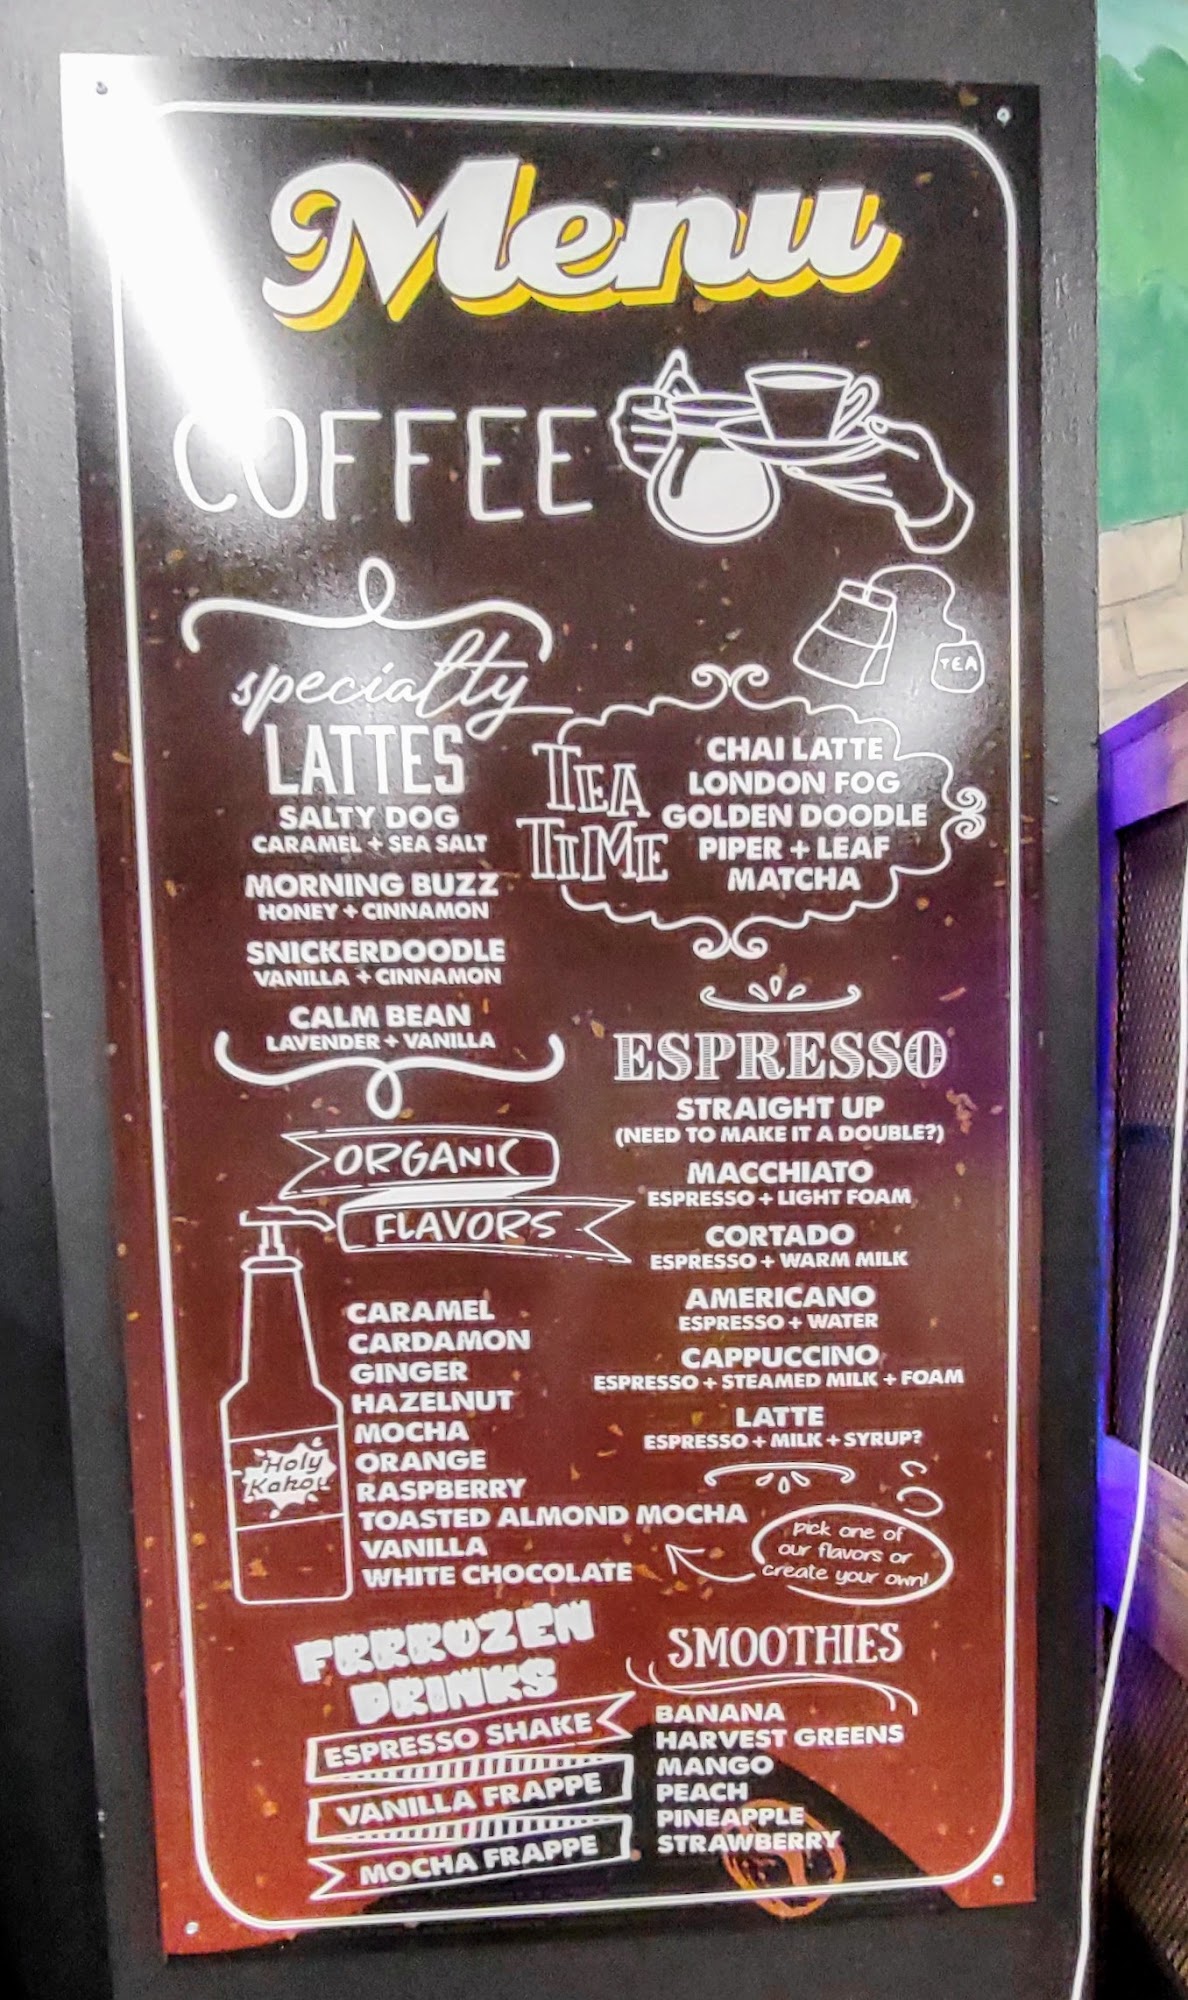 Menu
COFFEE
TEA
specialty
LATTES
SALTY DOG
CARAMEL + SEA SALT
MORNING BUZZ
HONEY + CINNAMON
SNICKERDOODLE
VANILLA + CINNAMON
CALM BEAN
LAVENDER + VANILLA
TEA
TIME
CHAI LATTE
LONDON FOG
GOLDEN DOODLE
PIPER + LEAF
MATCHA
ESPRESSO
STRAIGHT UP
(NEED TO MAKE IT A DOUBLE?)
MACCHIATO
ESPRESSO + LIGHT FOAM
CORTADO
ESPRESSO + WARM MILK
AMERICANO
ESPRESSO + WATER
CAPPUCCINO
ESPRESSO + STEAMED MILK + FOAM
LATTE
ESPRESSO + MILK + SYRUP?
ORGANIC
FLAVORS
Holy
CARAMEL
CARDAMON
GINGER
HAZELNUT
MOCHA
ORANGE
RASPBERRY
TOASTED ALMOND MOCHA
VANILLA
WHITE CHOCOLATE
pick one of
our flavors or
create your own!
FRRROZEN
DRINKS
ESPRESSO SHAKE
VANILLA FRAPPE
MOCHA FRAPPE
SMOOTHIES
BANANA
HARVEST GREENS
MANGO
PEACH
PINEAPPLE
STRAWBERRY